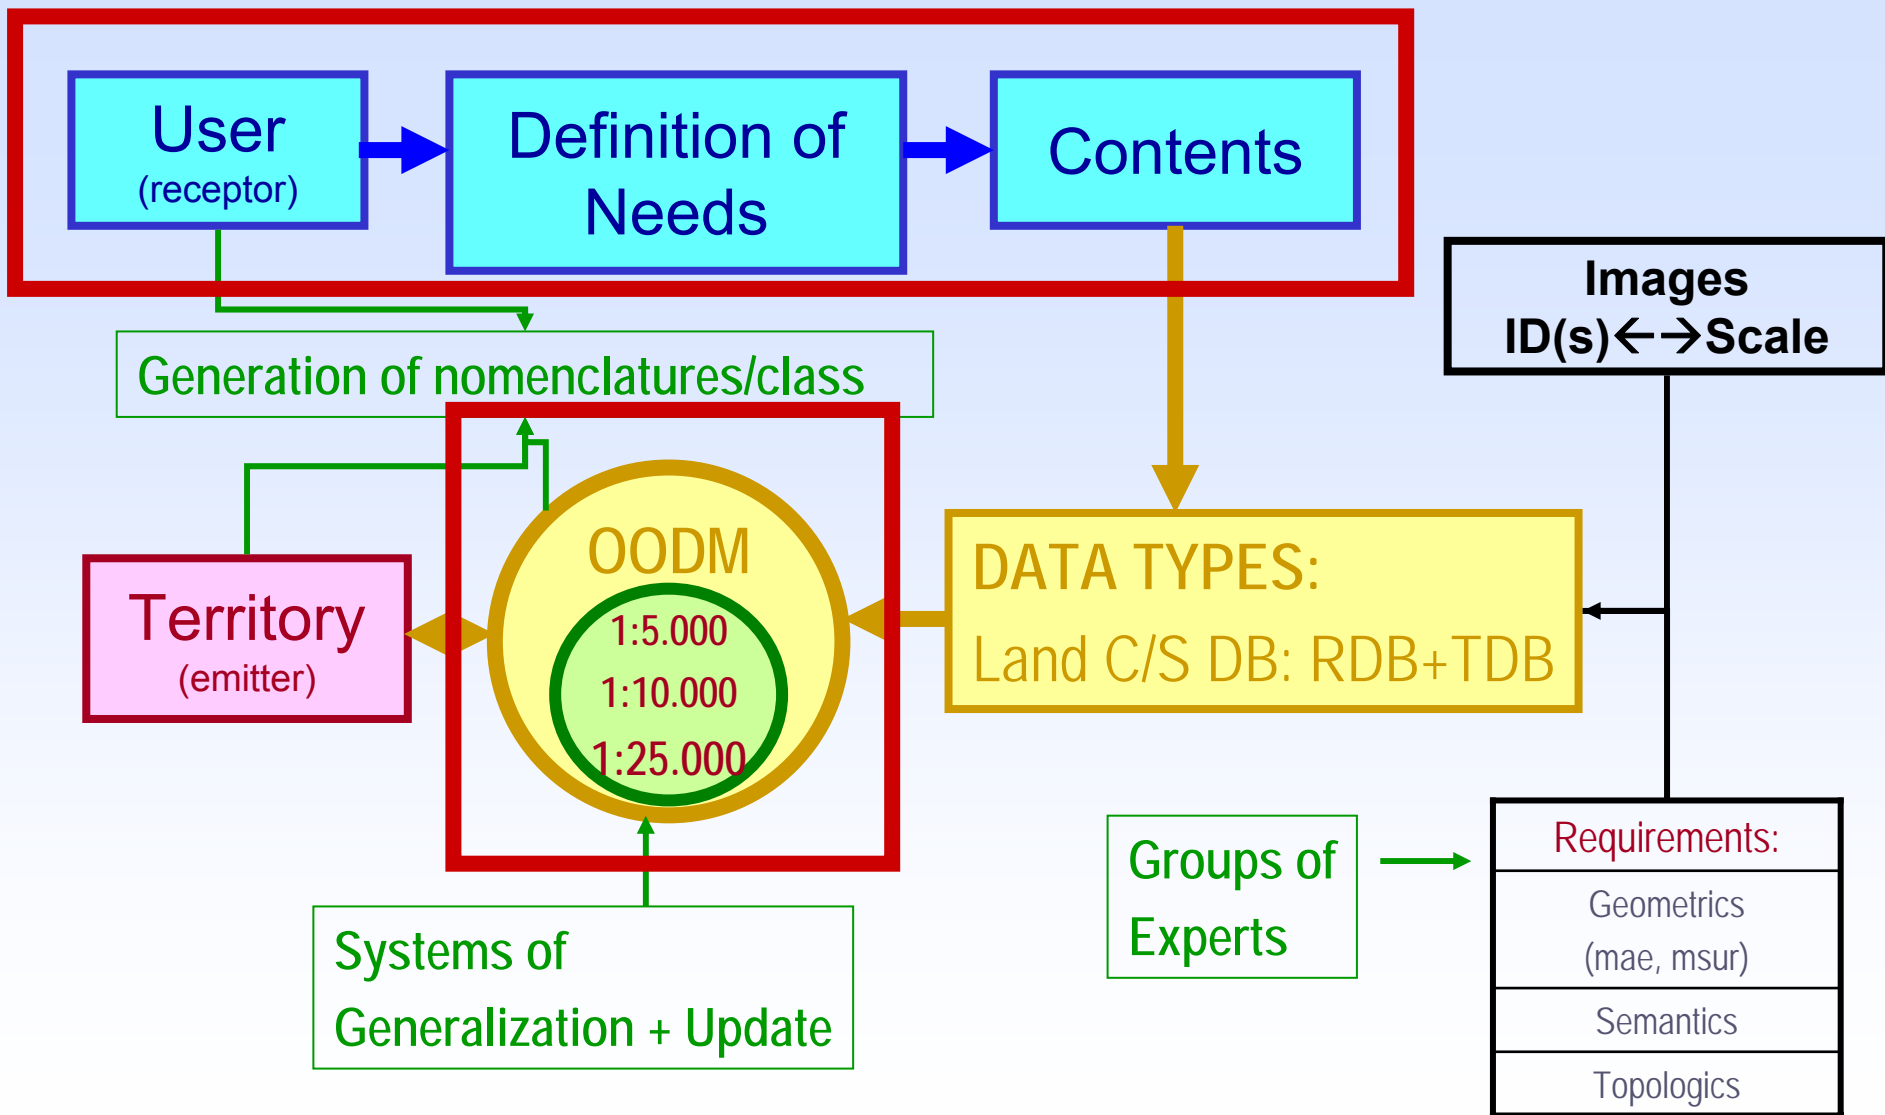 User
(receptor)
Definition of
Needs
Contents
Images
ID(s)←→Scale
Generation of nomenclatures/class
OODM
1:5.000
1:10.000
1:25.000
Territory
(emitter)
DATA TYPES:
Land C/S DB: RDB+TDB
Systems of
Generalization + Update
Groups of
Experts
Requirements:
Geometrics
(mae, msur)
Semantics
Topologics